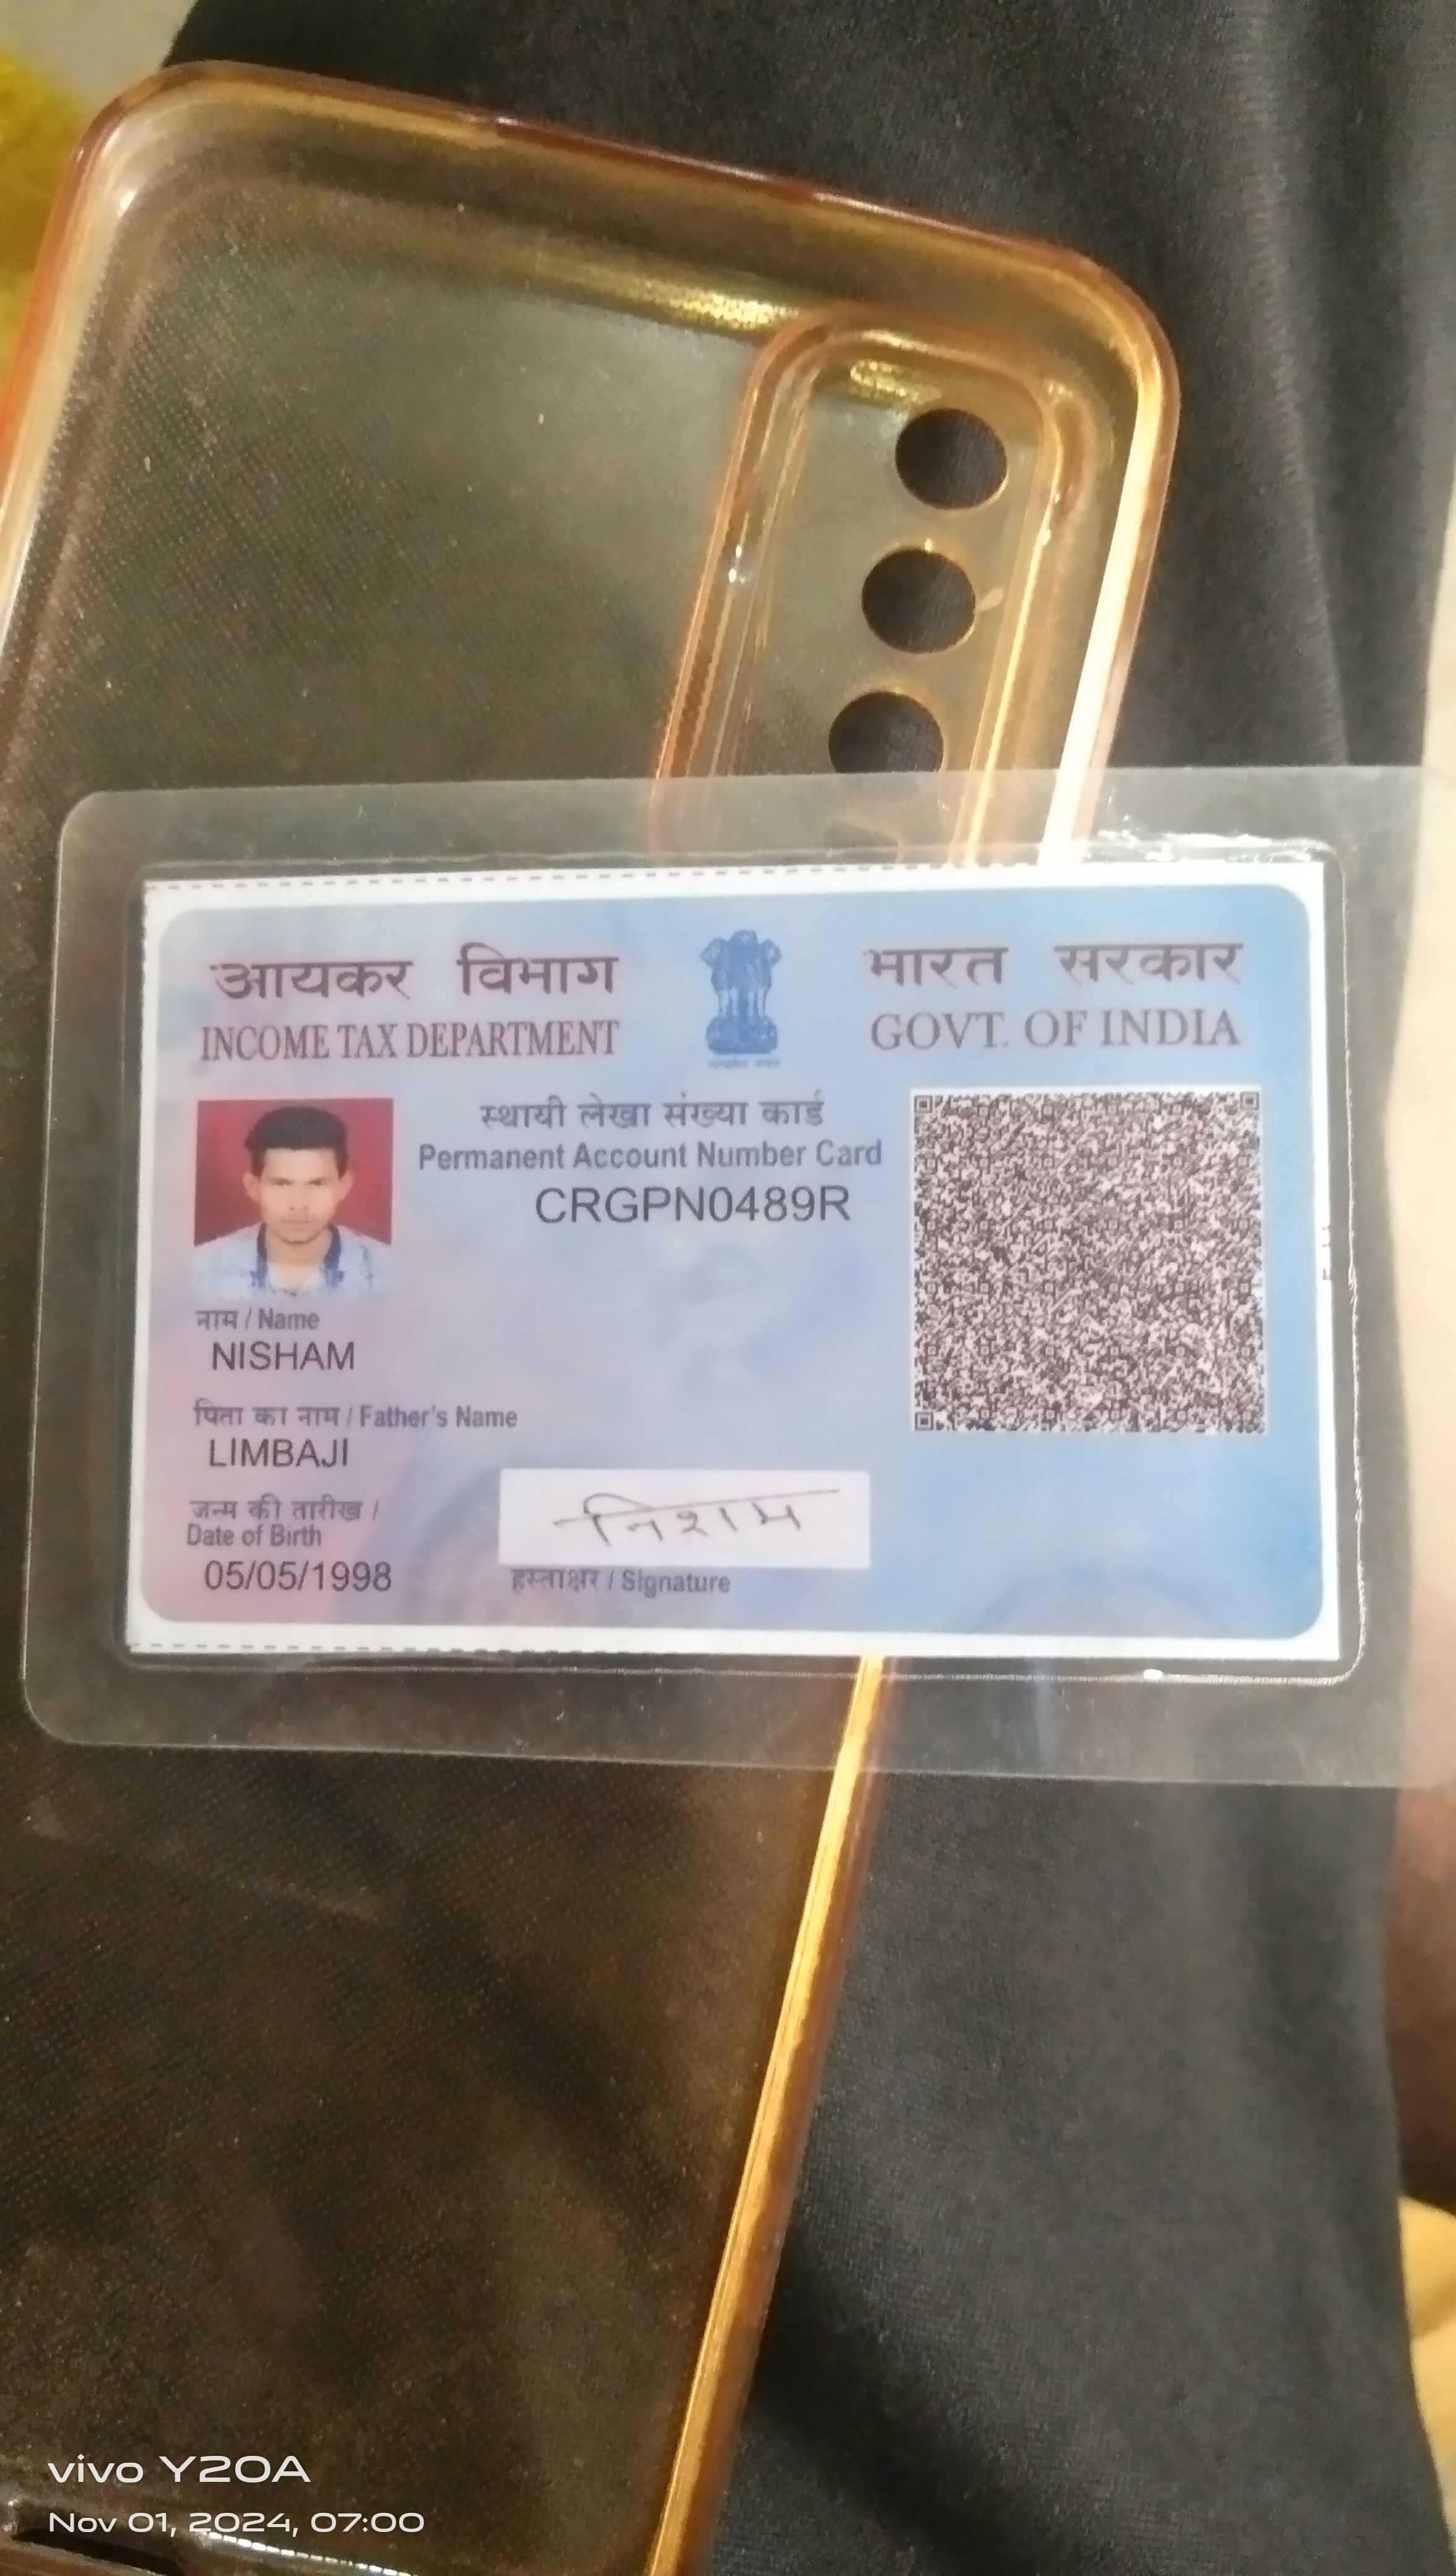 आयकर विभाग
INCOME TAX DEPARTMENT
भारत सरकार
GOVT. OF INDIA
स्थायी लेखा संख्या कार्ड
Permanent Account Number Card
CRGPN0489R
नाम / Name
NISHAM
पिता का नाम / Father's Name
LIMBAJI
जन्म की तारीख /
Date of Birth
05/05/1998
निशाम
हस्ताक्षर / Signature
vivo Y20A
Nov 01, 2024, 07:00